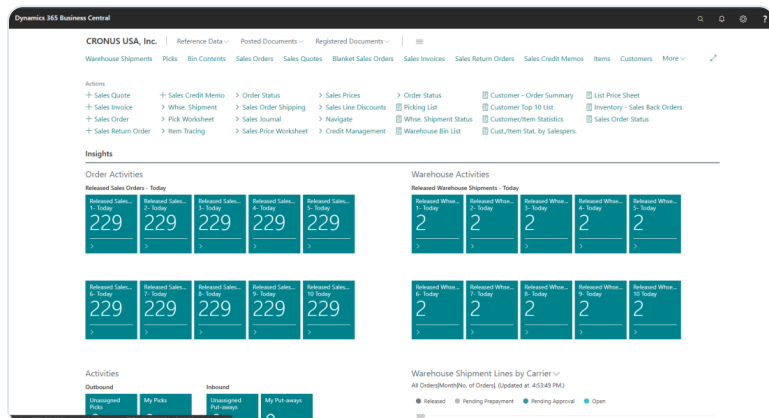 Dynamics 365 Business Central
?
CRONUS USA, Inc. Reference Data Posted Documents Registered Documents
Warehouse Shipments Picks Bin Contents Sales Orders Sales Quotes Blanket Sales Orders Sales Invoices Sales Return Orders Sales Credit Memos Items Customers More
Actions
+ Sales Quote + Sales Credit Memo > Order Status > Sales Prices > Order Status Customer - Order Summary List Price Sheet
+ Sales Invoice > Whse. Shipment > Sales Order Shipping > Sales Line Discounts Picking List Customer Top 10 List Inventory - Sales Back Orders
+ Sales Order > Pick Worksheet > Sales Journal > Navigate Whse. Shipment Status Customer/Item Statistics Sales Order Status
+ Sales Return Order > Item Tracing > Sales Price Worksheet > Credit Management Warehouse Bin List Cust./Item Stat. by Salespers.
Insights
Order Activities Warehouse Activities
Released Sales Orders - Today Released Warehouse Shipments - Today
Released Sales... Released Sales... Released Sales... Released Sales... Released Sales... Released Whse... Released Whse... Released Whse... Released Whse... Released Whse...
1- Today 2- Today 3- Today 4- Today 5- Today 1- Today 2- Today 3- Today 4- Today 5- Today
229 229 229 229 229 2 2 2 2 2
> > > > > > > > > >
Released Sales... Released Sales... Released Sales... Released Sales... Released Sales... Released Whse... Released Whse... Released Whse... Released Whse... Released Whse...
6- Today 7- Today 8- Today 9- Today 10 Today 6- Today 7- Today 8- Today 9- Today 10 Today
229 229 229 229 229 2 2 2 2 2
> > > > > > > > > >
Activities Warehouse Shipment Lines by Carrier
Outbound Inbound All Orders|Month|No. of Orders|. (Updated at 4:53:49 PM.)
Unassigned Picks My Picks Unassigned Put-aways My Put-aways Released Pending Prepayment Pending Approval Open
300